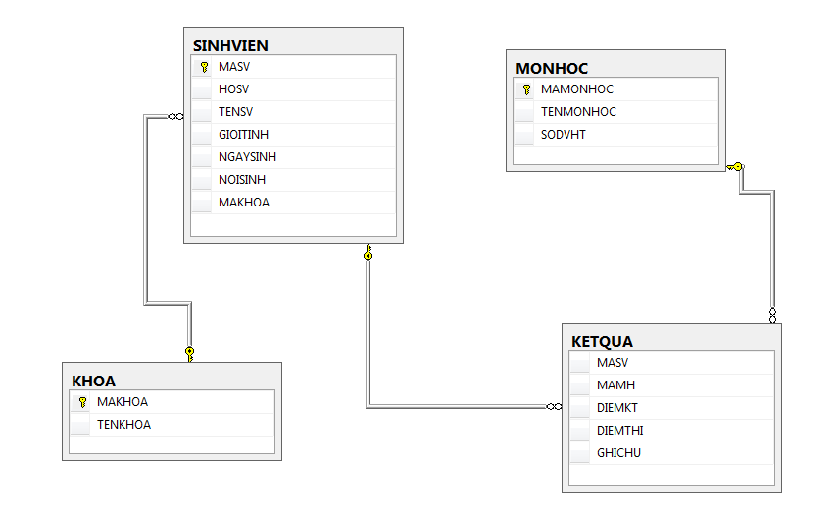 SINHVIEN
MASV
HOSV
TENSV
GIOITINH
NGAYSINH
NOISINH
MAKHOA
MONHOC
MAMONHOC
TENMONHOC
SODVHT
KHOA
MAKHOA
TENKHOA
KETQUA
MASV
MAMH
DIEMKT
DIEMTHI
GHICHU